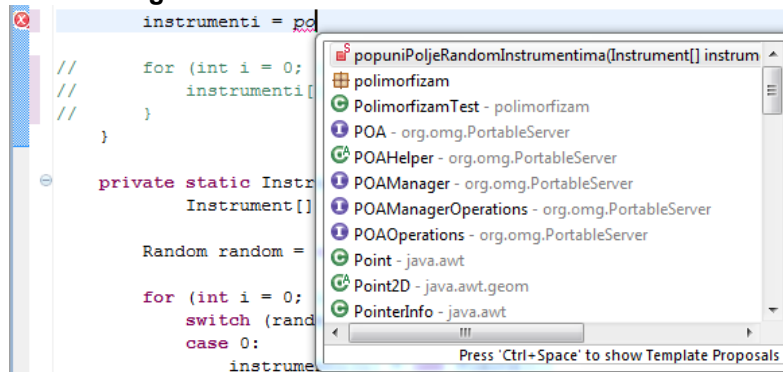 instrumenti = po
// for (int i = 0;
// instrumenti[
// }
}
private static Instr
Instrument[]
Random random =
for (int i = 0;
switch (rand
case 0:
instrume
popuniPoljeRandomInstrumentima(Instrument[] instrum
polimorfizam
PolimorfizamTest - polimorfizam
POA - org.omg.PortableServer
POAHelper - org.omg.PortableServer
POAManager - org.omg.PortableServer
POAManagerOperations - org.omg.PortableServer
POAOperations - org.omg.PortableServer
Point - java.awt
Point2D - java.awt.geom
PointerInfo - java.awt
Press 'Ctrl+Space' to show Template Proposals